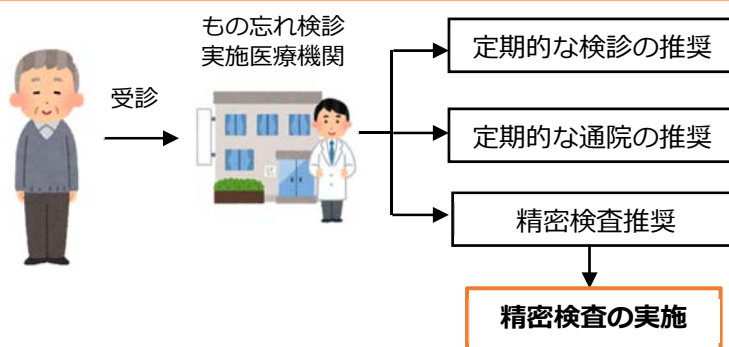 もの忘れ検診
実施医療機関
受診
定期的な検診の推奨
定期的な通院の推奨
精密検査推奨
精密検査の実施